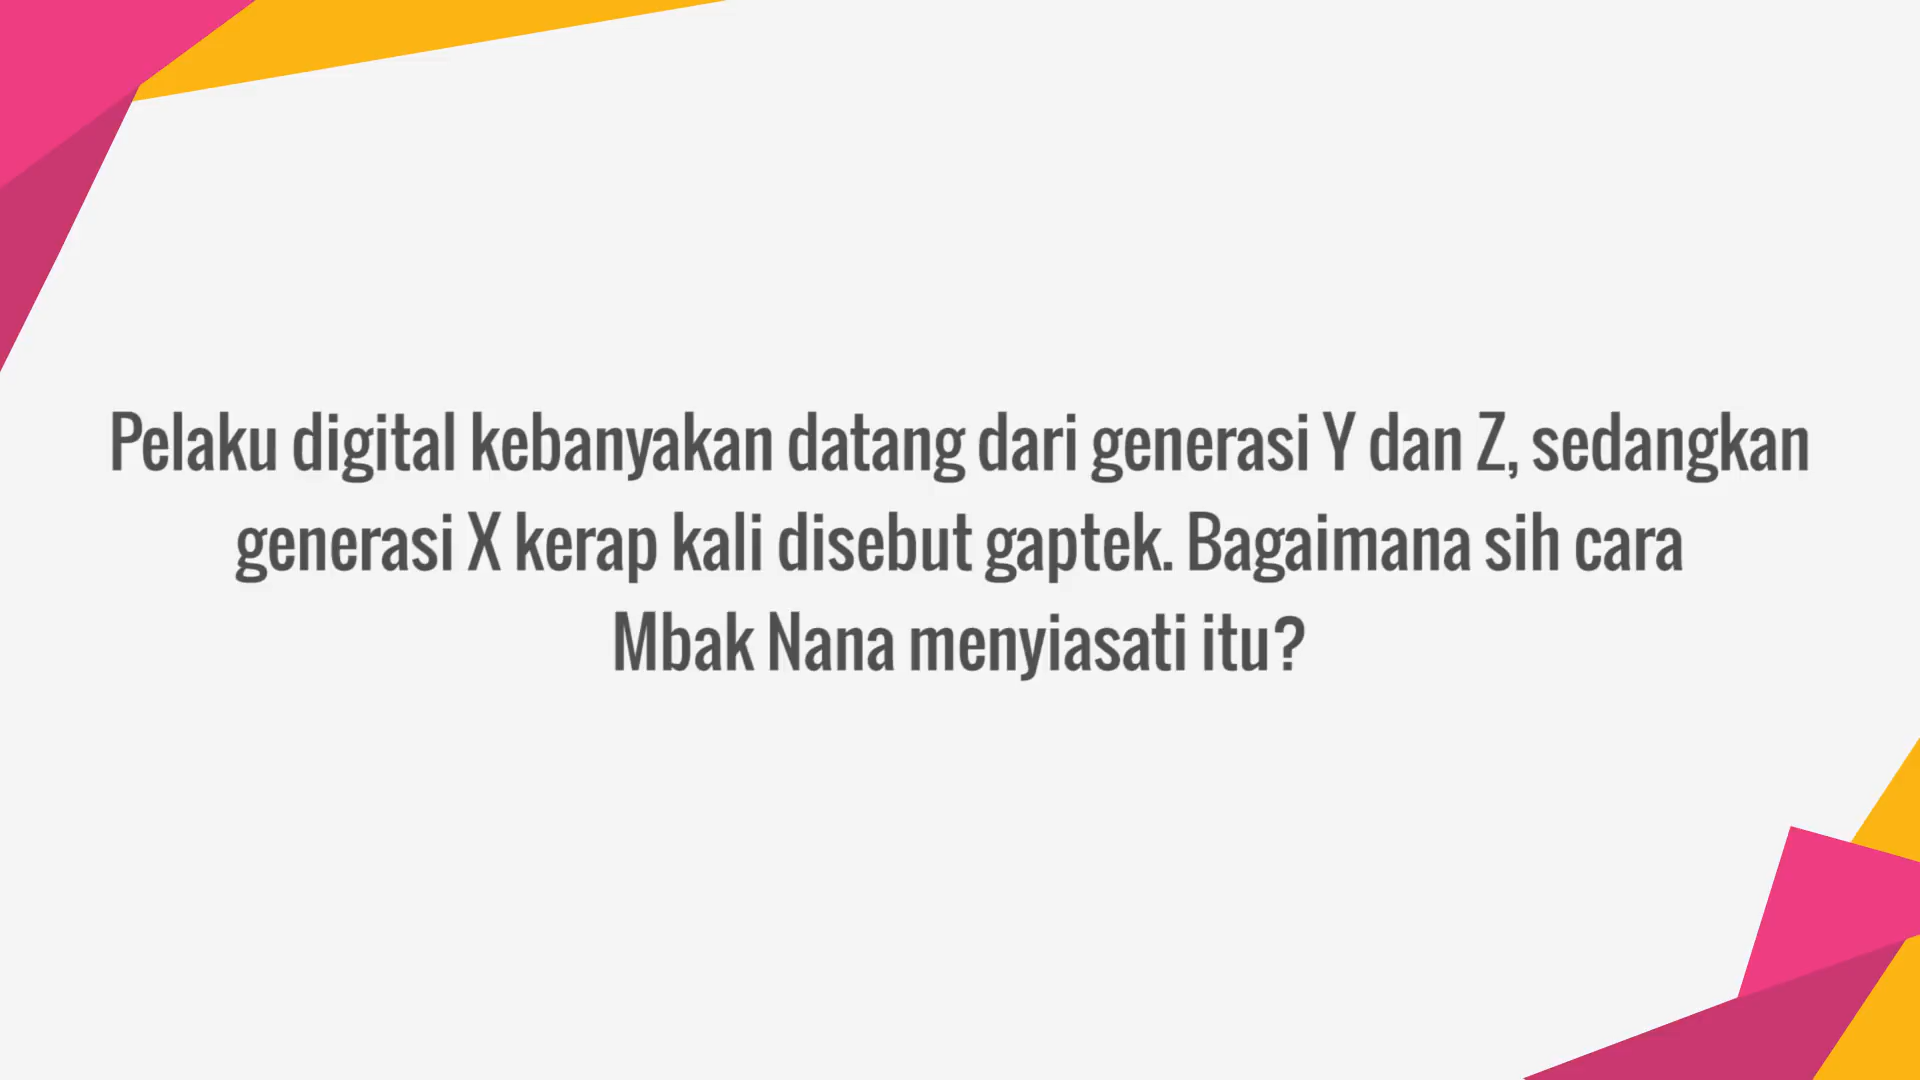 Pelaku digital kebanyakan datang dari generasi Y dan Z, sedangkan
generasi X kerap kali disebut gaptek. Bagaimana sih cara
Mbak Nana menyiasati itu?